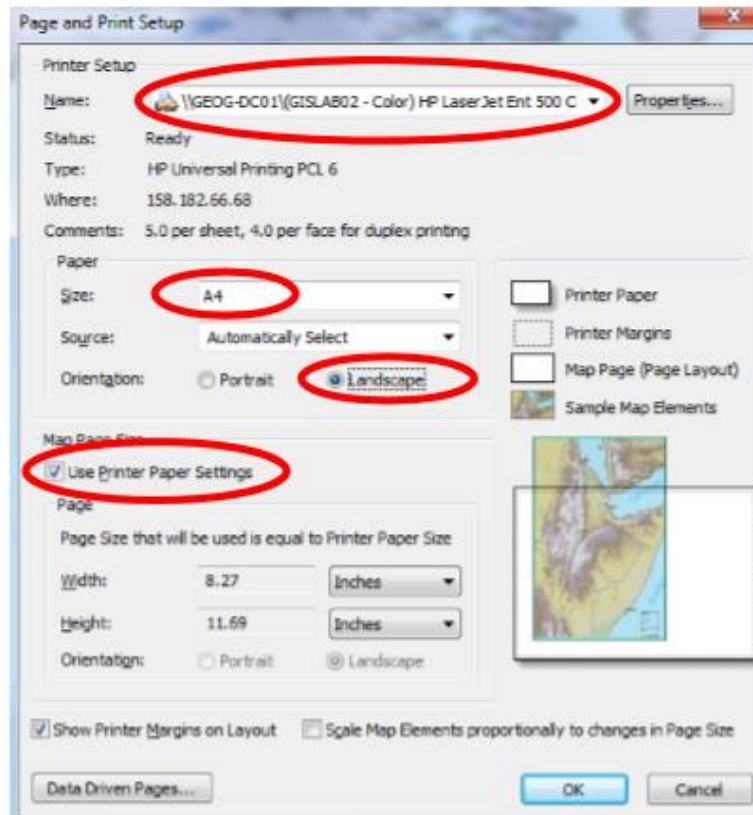 Page and Print Setup
Printer Setup
Name: \\GEOG-DC01\(GISLAB02 - Color) HP LaserJet Ent 500 C Properties...
Status: Ready
Type: HP Universal Printing PCL 6
Where: 158.182.66.68
Comments: 5.0 per sheet, 4.0 per face for duplex printing
Paper
Size: A4
Source: Automatically Select
Orientation: Portrait Landscape
Printer Paper
Printer Margins
Map Page (Page Layout)
Sample Map Elements
Map Page Size
Use Printer Paper Settings
Page
Page Size that will be used is equal to Printer Paper Size
Width: 8.27 Inches
Height: 11.69 Inches
Orientation: Portrait Landscape
Show Printer Margins on Layout Scale Map Elements proportionally to changes in Page Size
Data Driven Pages... OK Cancel